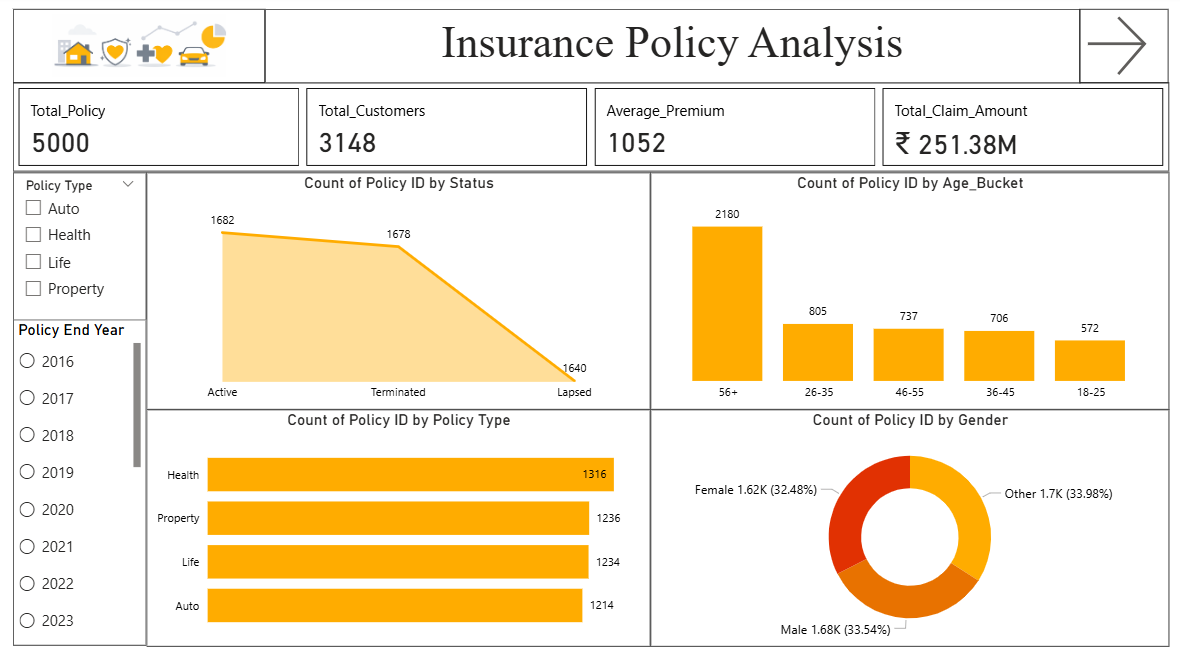 Insurance Policy Analysis
Total_Policy
5000
Total_Customers
3148
Average_Premium
1052
Total_Claim_Amount
₹ 251.38M
Policy Type
Auto
Health
Life
Property
Policy End Year
2016
2017
2018
2019
2020
2021
2022
2023
Count of Policy ID by Status
1682
1678
1640
Active
Terminated
Lapsed
Count of Policy ID by Age_Bucket
2180
805
737
706
572
56+
26-35
46-55
36-45
18-25
Count of Policy ID by Policy Type
Health
1316
Property
1236
Life
1234
Auto
1214
Count of Policy ID by Gender
Female 1.62K (32.48%)
Other 1.7K (33.98%)
Male 1.68K (33.54%)